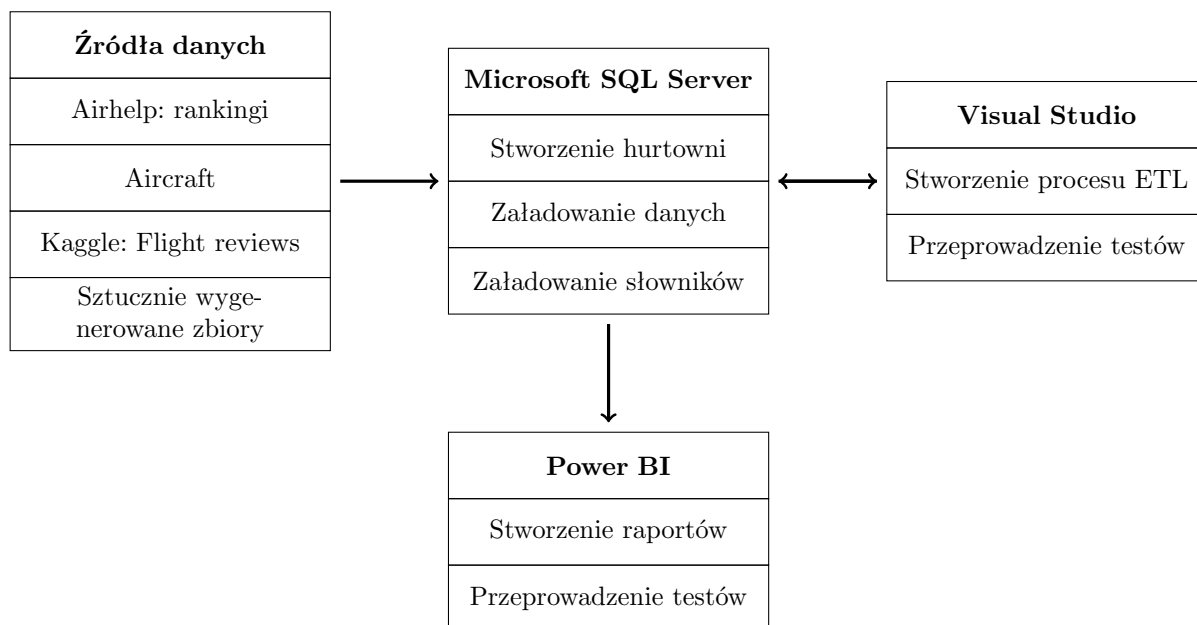 Źródła danych
Airhelp: rankingi
Aircraft
Kaggle: Flight reviews
Sztucznie wyge-
nerowane zbiory
Microsoft SQL Server
Stworzenie hurtowni
Załadowanie danych
Załadowanie słowników
Visual Studio
Stworzenie procesu ETL
Przeprowadzenie testów
Power BI
Stworzenie raportów
Przeprowadzenie testów